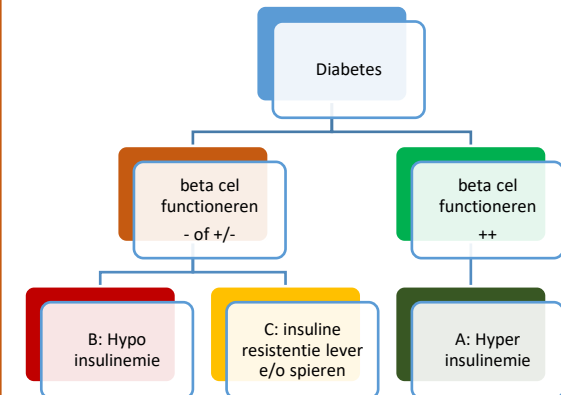 Diabetes
beta cel
functioneren
- of +/-
beta cel
functioneren
++
B: Hypo
insulinemie
C: insuline
resistentie lever
e/o spieren
A: Hyper
insulinemie